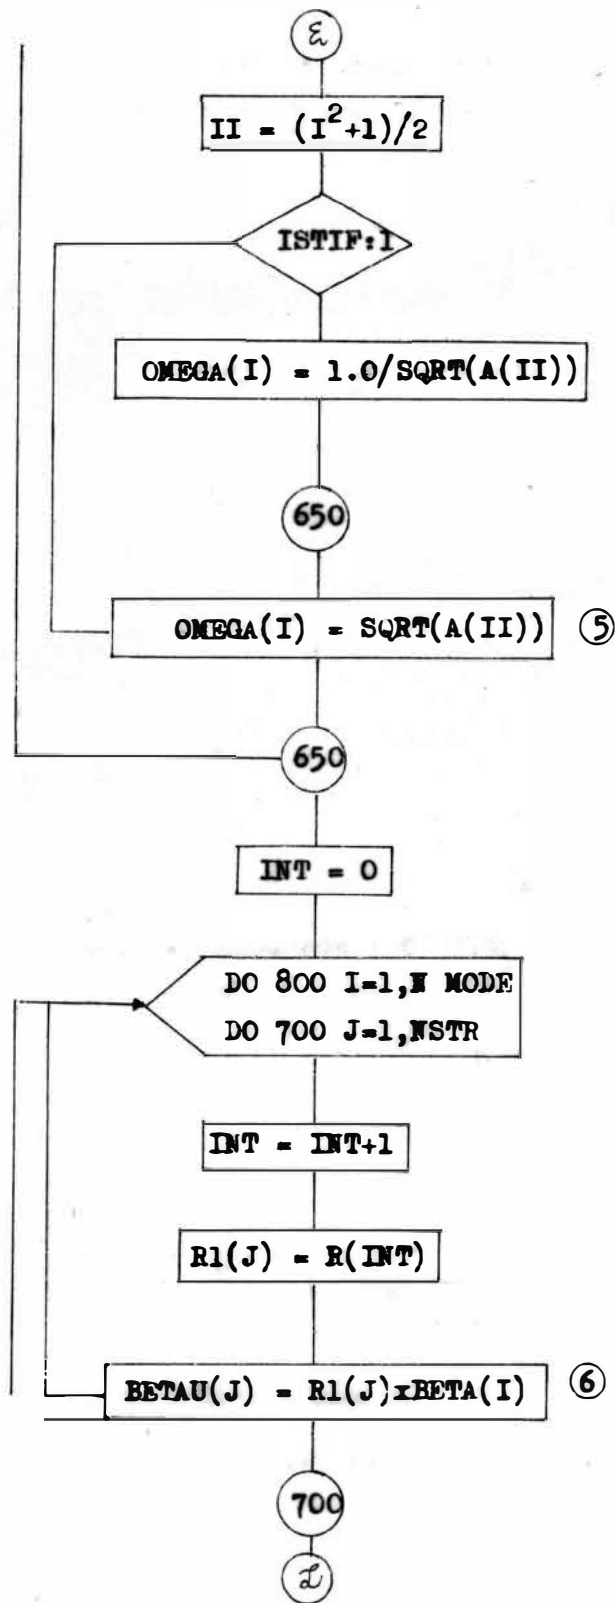 II = (I²+1)/2
ISTIF:1
OMEGA(I) = 1.0/SQRT(A(II))
650
OMEGA(I) = SQRT(A(II)) 5
650
INT = 0
DO 800 I=1,N MODE
DO 700 J=1,NSTR
INT = INT+1
R1(J) = R(INT)
BETAU(J) = R1(J)xBETA(I) 6
700